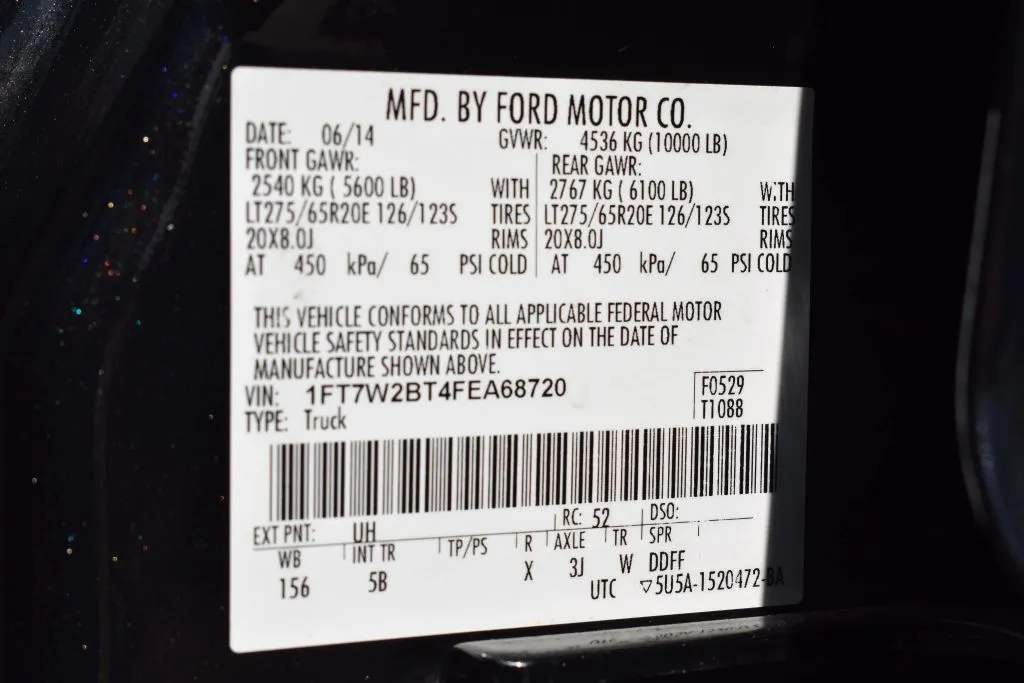 MFD. BY FORD MOTOR CO.
DATE: 06/14 GVWR: 4536 KG (10000 LB)
FRONT GAWR: REAR GAWR:
2540 KG ( 5600 LB) WITH 2767 KG ( 6100 LB) WITH
LT275/65R20E 126/123S TIRES LT275/65R20E 126/123S TIRES
20X8.0J RIMS 20X8.0J RIMS
AT 450 kPa/ 65 PSI COLD AT 450 kPa/ 65 PSI COLD
THIS VEHICLE CONFORMS TO ALL APPLICABLE FEDERAL MOTOR
VEHICLE SAFETY STANDARDS IN EFFECT ON THE DATE OF
MANUFACTURE SHOWN ABOVE.
VIN: 1FT7W2BT4FEA68720 F0529
TYPE: Truck T1088
EXT PNT: UH RC: 52 DSO:
WB INT TR TP/PS R AXLE TR SPR
156 5B X 3J W DDFF
UTC ▽5U5A-1520472-BA